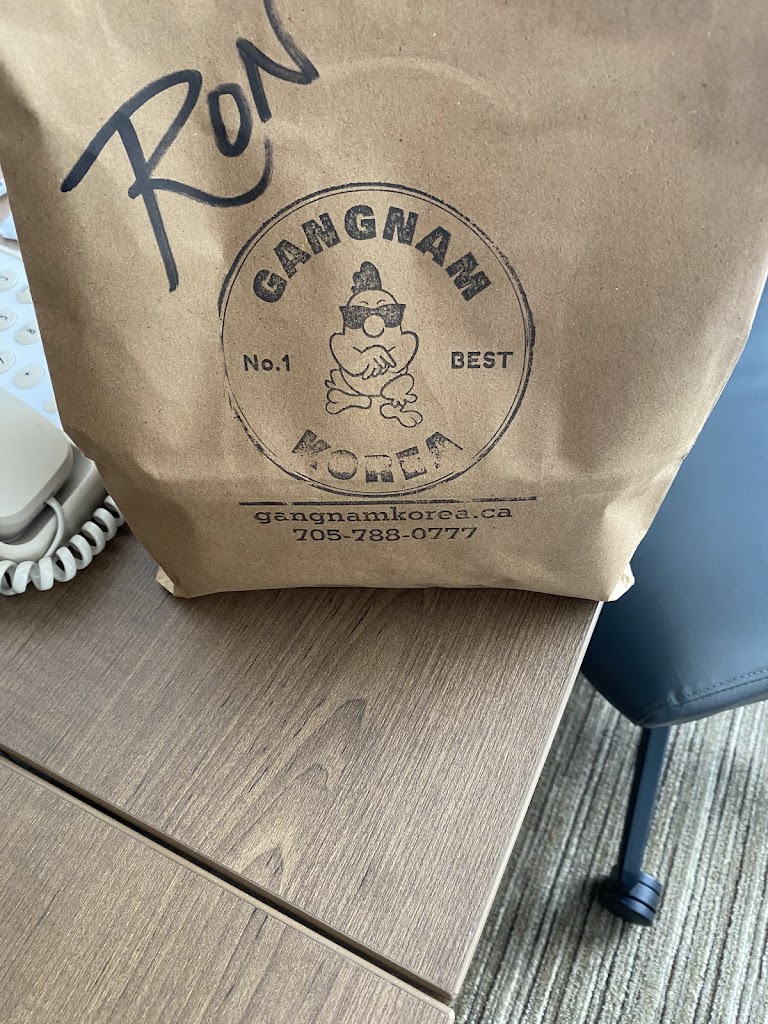 RON
GANGNAM
No.1 BEST
KOREA
gangnamkorea.ca
705-788-0777